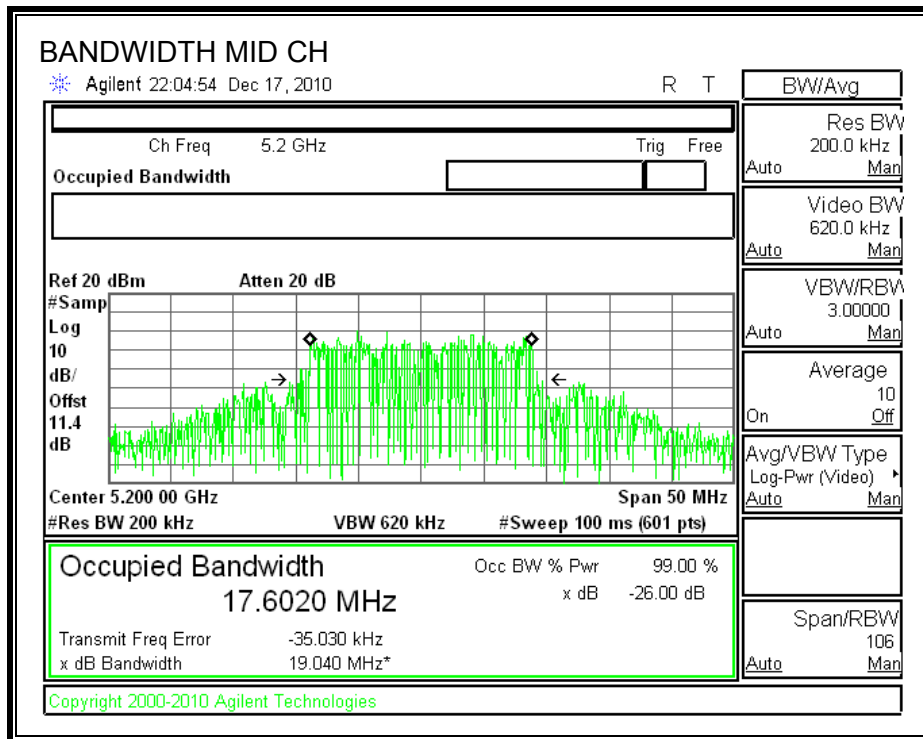 BANDWIDTH MID CH
Agilent 22:04:54 Dec 17, 2010 R T
Ch Freq 5.2 GHz Trig Free
Occupied Bandwidth
Ref 20 dBm Atten 20 dB
#Samp
Log
10
dB/
Offst
11.4
dB
Center 5.200 00 GHz Span 50 MHz
#Res BW 200 kHz VBW 620 kHz #Sweep 100 ms (601 pts)
Occupied Bandwidth Occ BW % Pwr 99.00 %
17.6020 MHz x dB -26.00 dB
Transmit Freq Error -35.030 kHz
x dB Bandwidth 19.040 MHz*
Copyright 2000-2010 Agilent Technologies
BW/Avg
Res BW
200.0 kHz
Auto Man
Video BW
620.0 kHz
Auto Man
VBW/RBW
3.00000
Auto Man
Average
10
On Off
Avg/VBW Type
Log-Pwr (Video)
Auto Man
Span/RBW
106
Auto Man